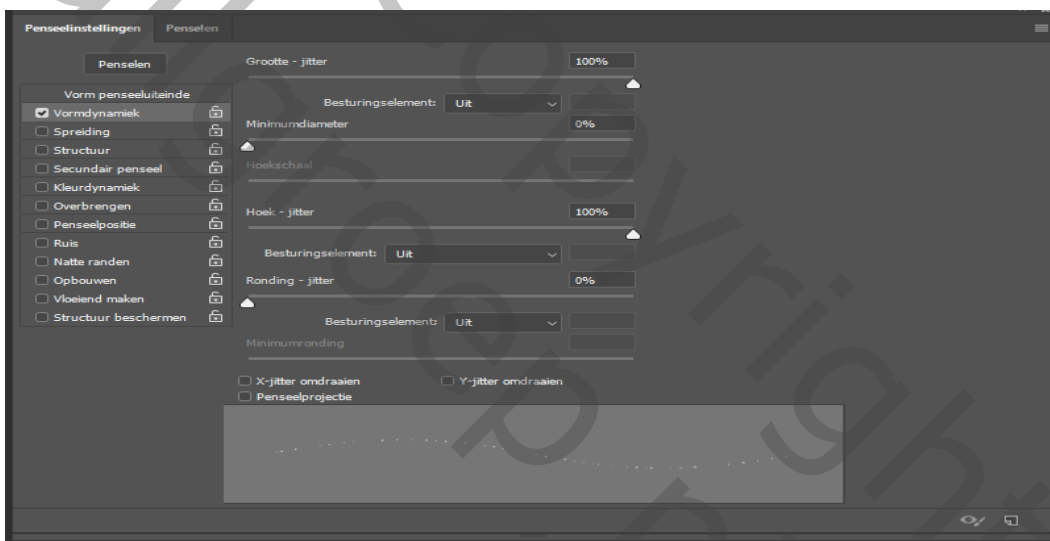 Penseelinstellingen Penselen
Penselen
Vorm penseeluiteinde
Vormdynamiek
Spreiding
Structuur
Secundair penseel
Kleurdynamiek
Overbrengen
Penseelpositie
Ruis
Natte randen
Opbouwen
Vloeiend maken
Structuur beschermen
Grootte - jitter 100%
Besturingselement: Uit
Minimumdiameter 0%
Hoekschaal
Hoek - jitter 100%
Besturingselement: Uit
Ronding - jitter 0%
Besturingselement: Uit
Minimumronding
X-jitter omdraaien Y-jitter omdraaien
Penseelprojectie
copyright
groep